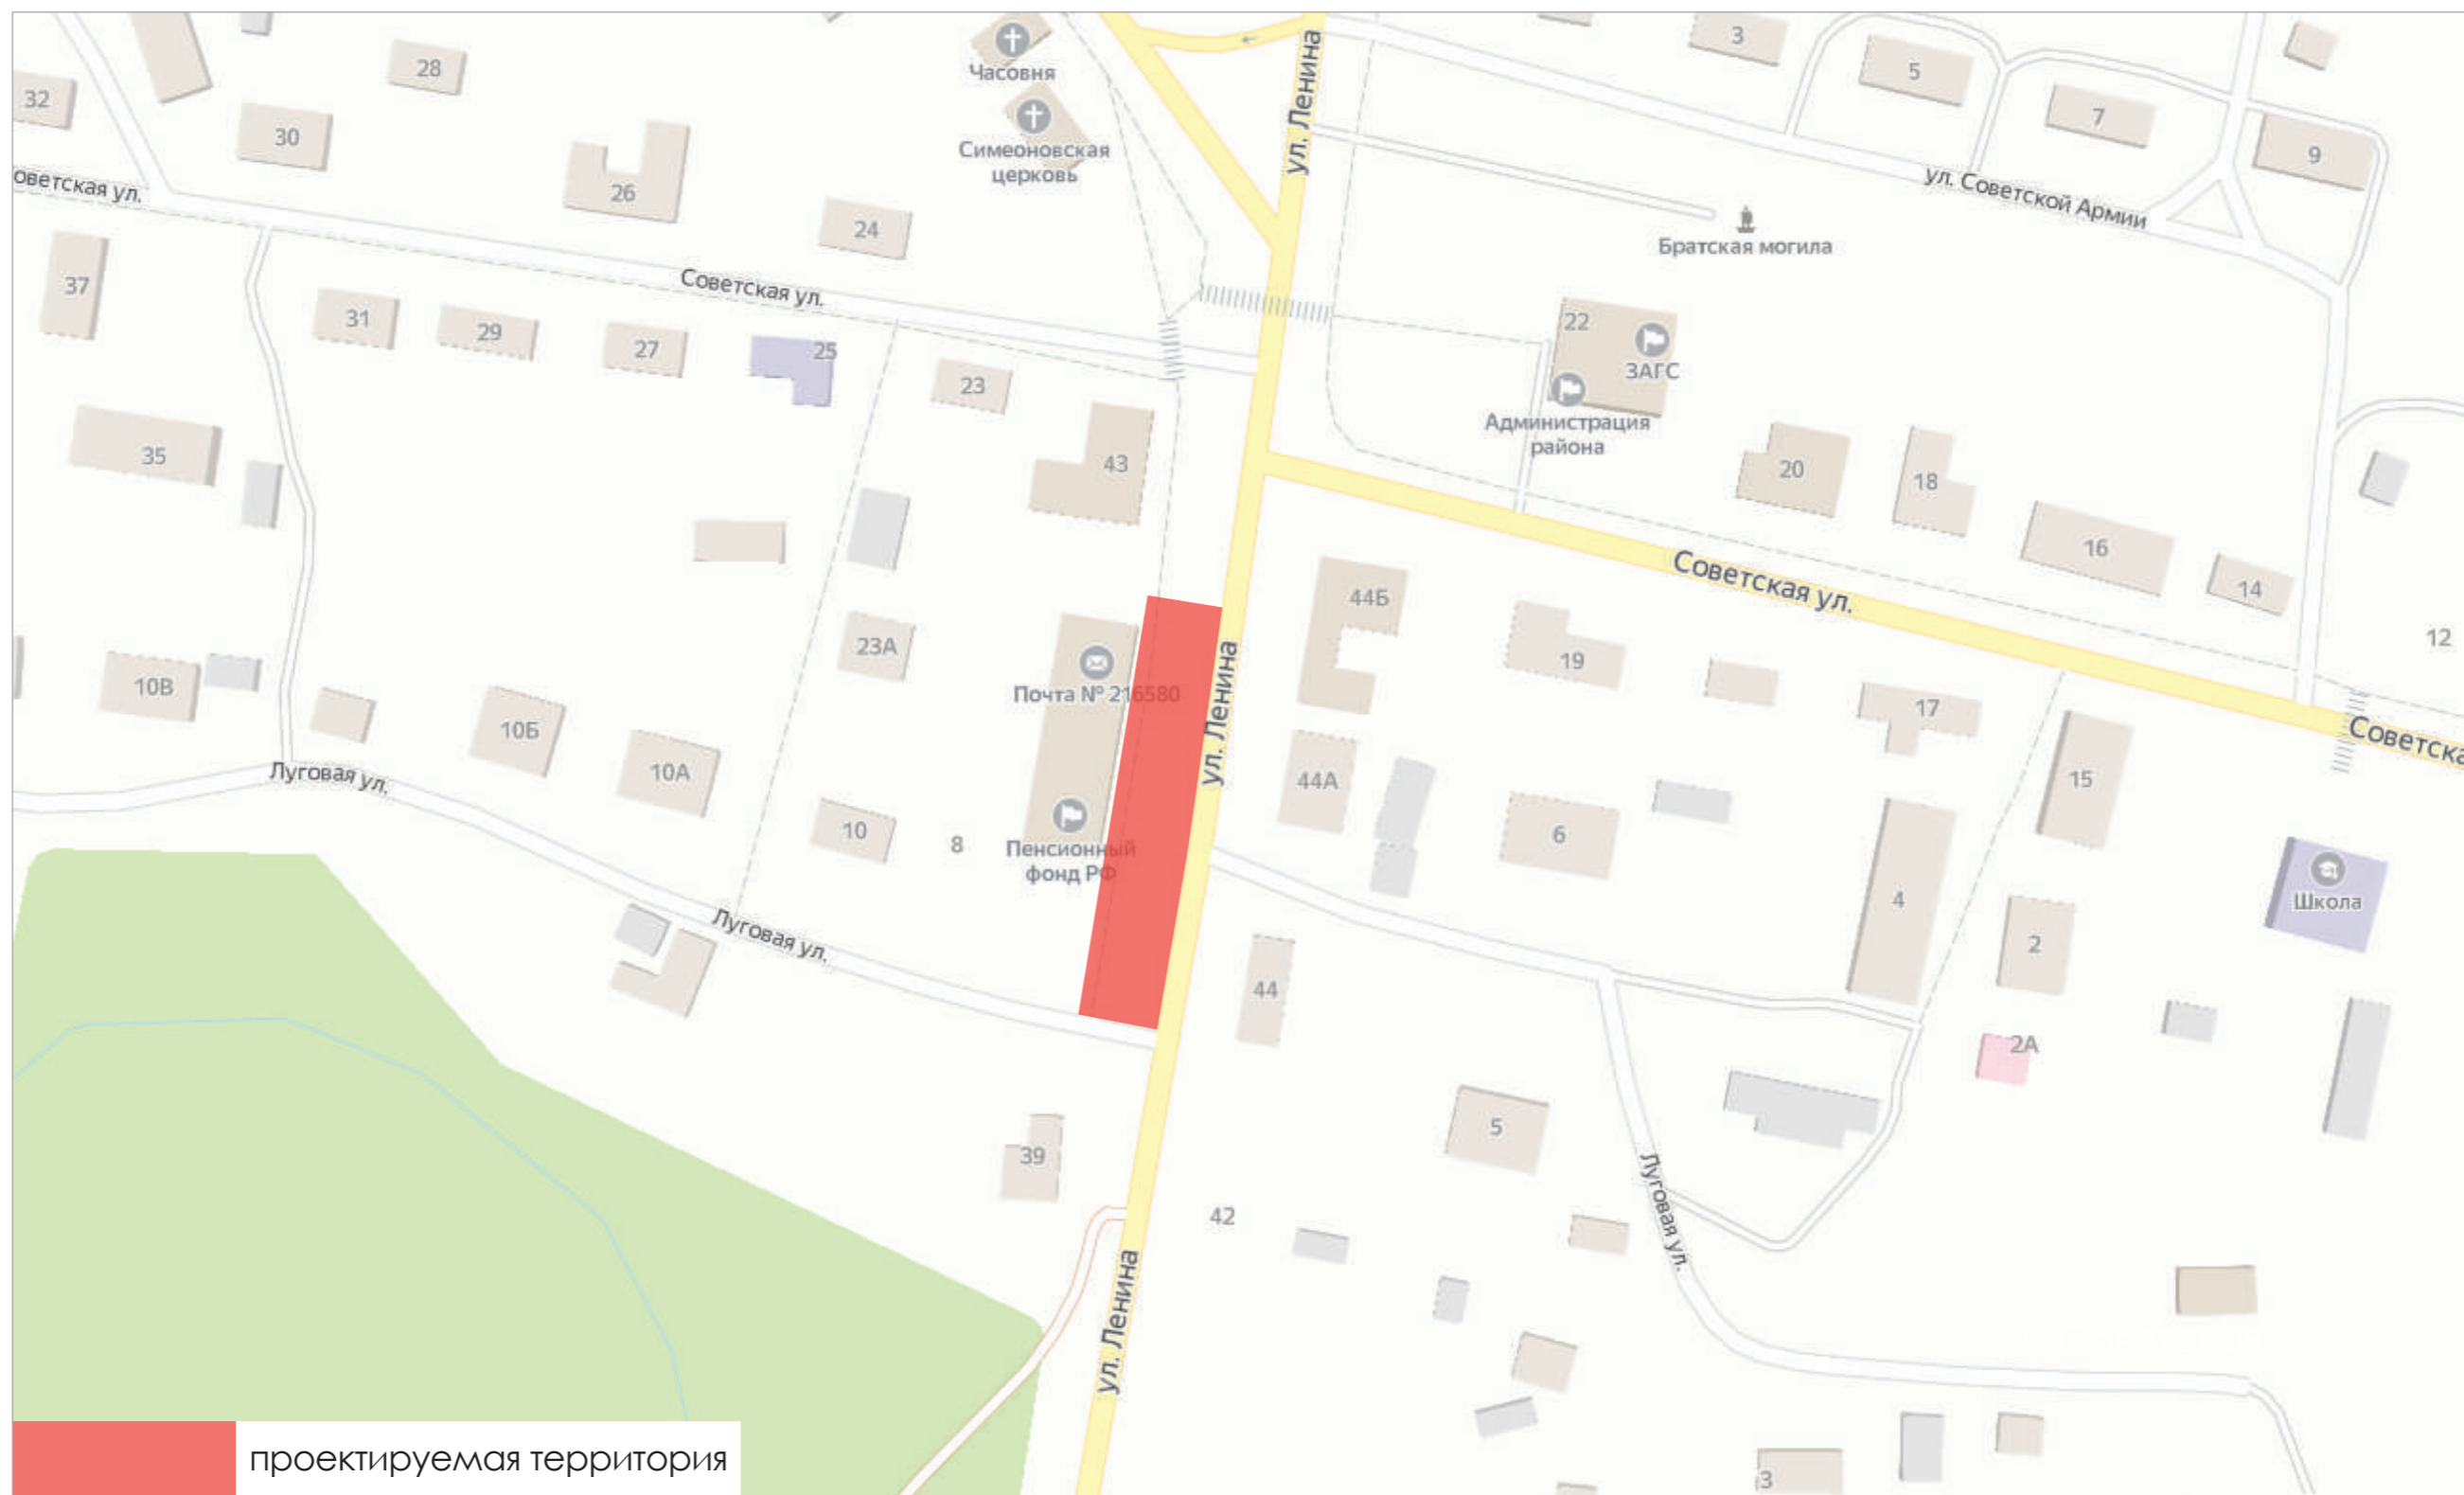 3
5
7
9
28
32
30
26
24
Часовня
Симеоновская
церковь
ул. Ленина
ул. Советской Армии
Братская могила
оветская ул.
Советская ул.
37
31
29
27
25
23
43
35
22
ЗАГС
Администрация
района
20
18
16
14
12
Советская ул.
Советска
44Б
19
17
15
23А
Почта № 216580
ул. Ленина
10В
10Б
10А
10
8
Луговая ул.
Луговая ул.
Пенсионный
фонд РФ
44А
6
4
2
Школа
44
2А
5
39
42
Луговая ул.
ул. Ленина
3
проектируемая территория